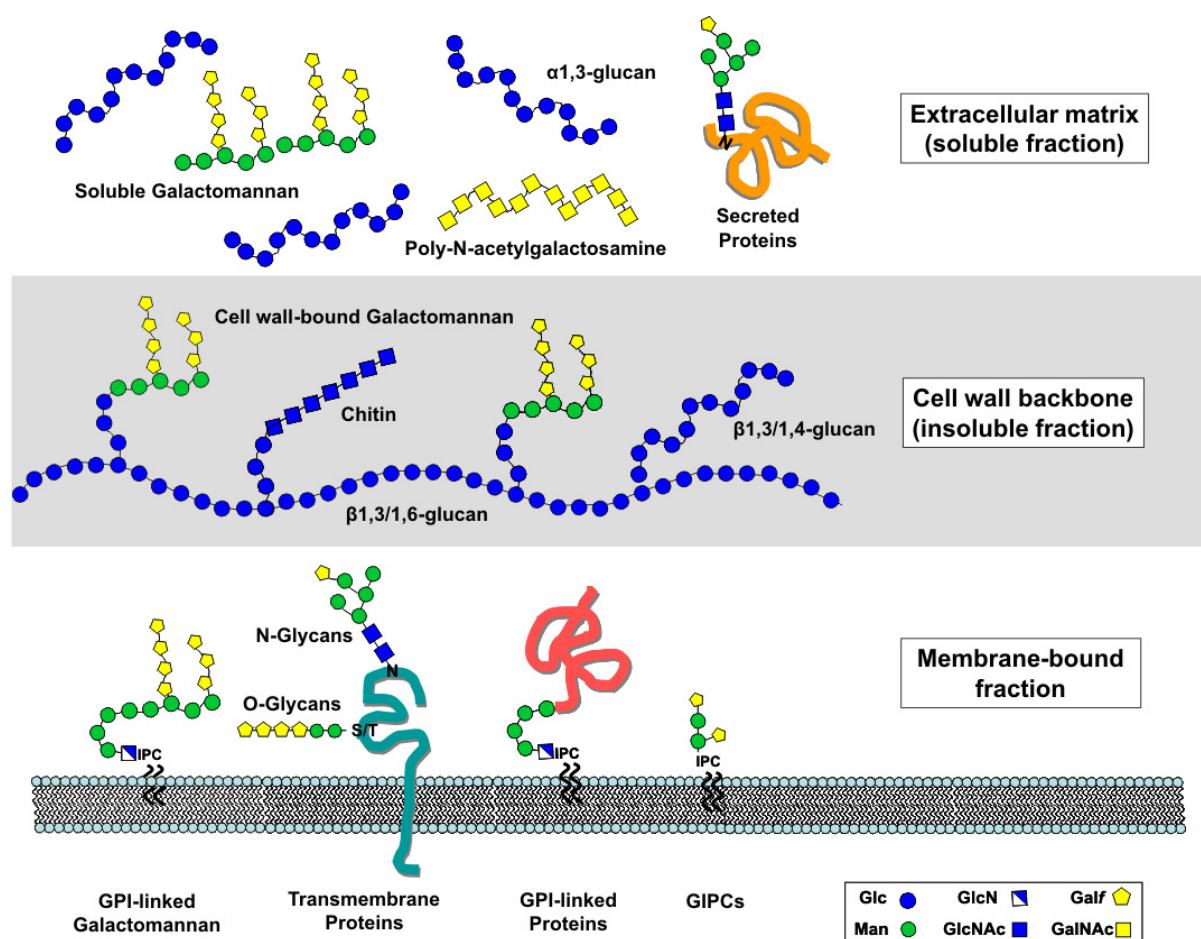 α1,3-glucan
Extracellular matrix
(soluble fraction)
N
Soluble Galactomannan
Secreted
Proteins
Poly-N-acetylgalactosamine
Cell wall-bound Galactomannan
Chitin
Cell wall backbone
(insoluble fraction)
β1,3/1,4-glucan
β1,3/1,6-glucan
N-Glycans
N
Membrane-bound
fraction
O-Glycans
S/T
IPC
IPC
IPC
GPI-linked
Galactomannan
Transmembrane
Proteins
GPI-linked
Proteins
GIPCs
Glc GlcN Galf
Man GlcNAc GalNAc